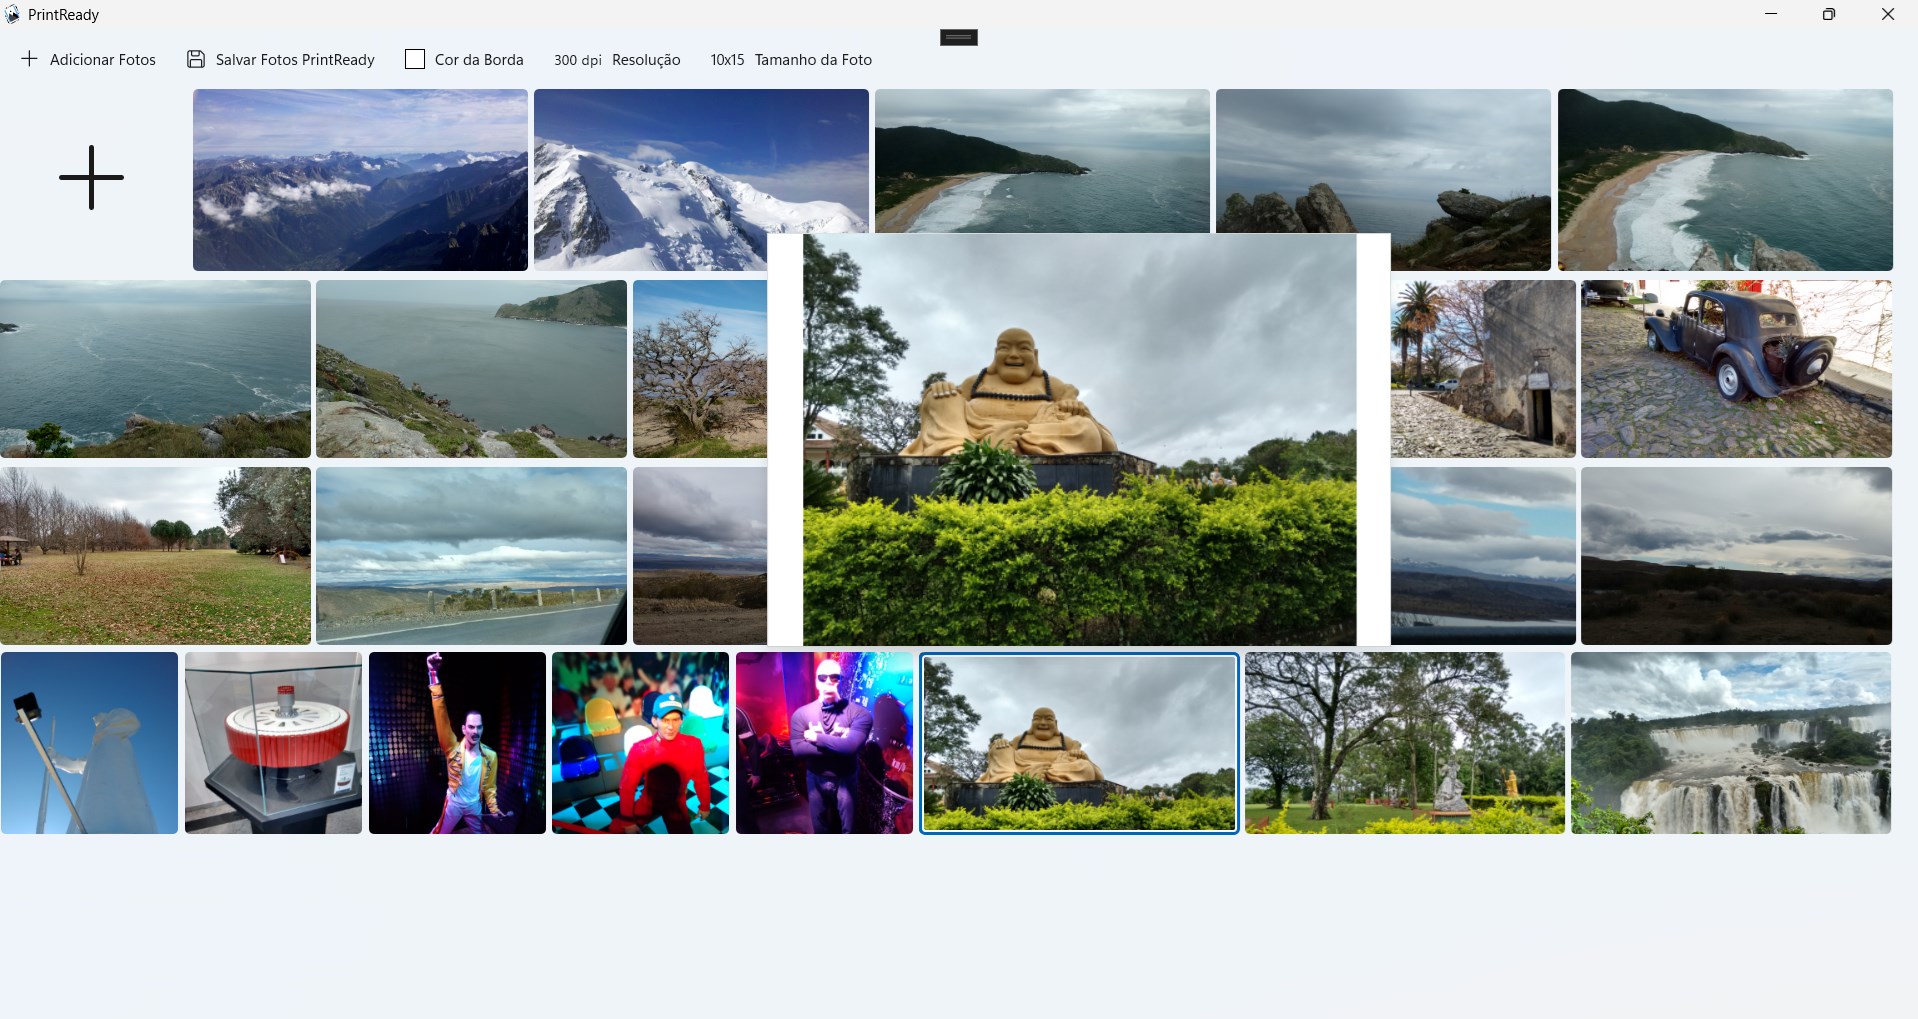 PrintReady
Adicionar Fotos
Salvar Fotos PrintReady
Cor da Borda
300 dpi Resolução
10x15 Tamanho da Foto